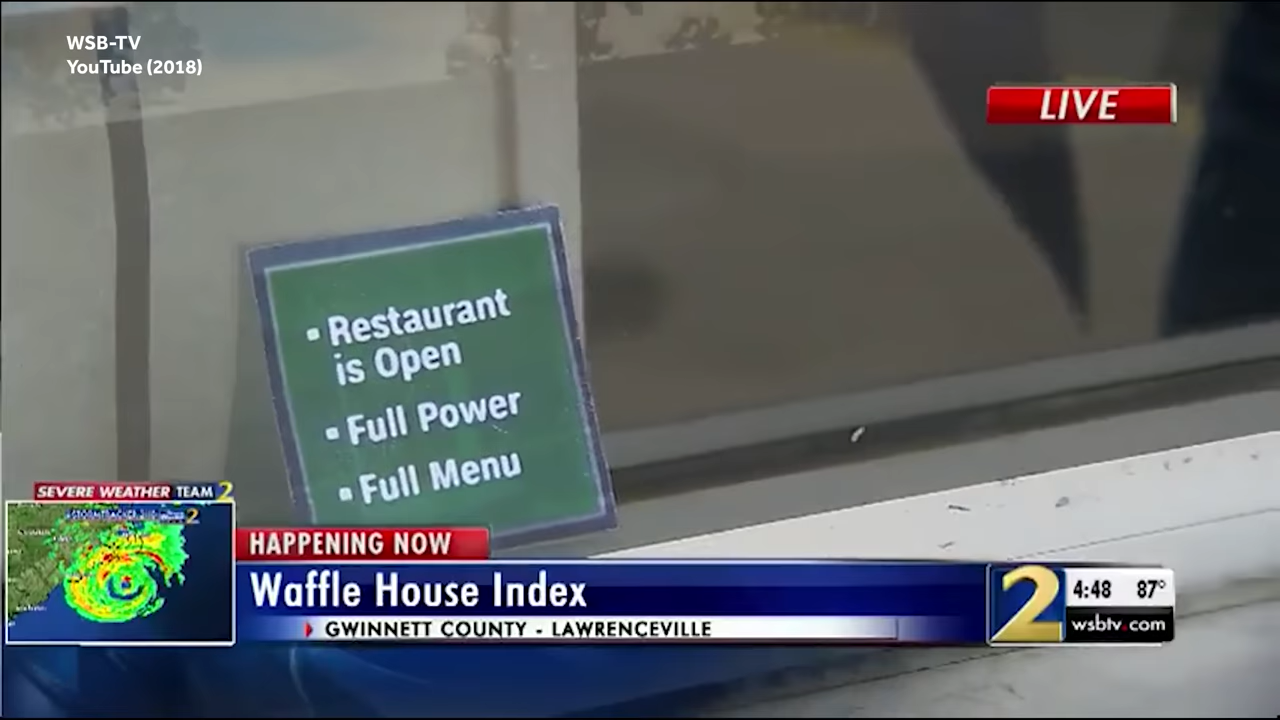 WSB-TV
YouTube (2018)
LIVE
▪ Restaurant
is Open
▪ Full Power
▪ Full Menu
SEVERE WEATHER TEAM 2
2
HAPPENING NOW
Waffle House Index
GWINNETT COUNTY - LAWRENCEVILLE
2
4:48 87°
wsbtv.com